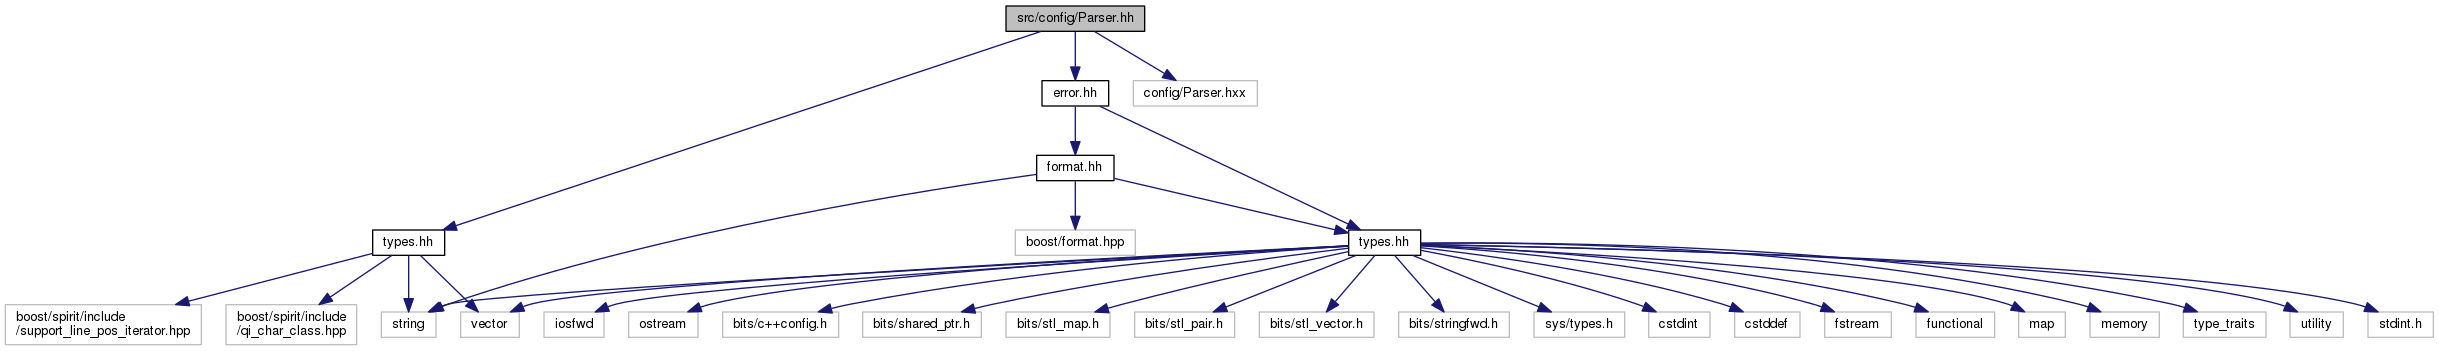 src/config/Parser.hh
error.hh
config/Parser.hxx
format.hh
types.hh
boost/format.hpp
types.hh
boost/spirit/include
/support_line_pos_iterator.hpp
boost/spirit/include
/qi_char_class.hpp
string
vector
iosfwd
ostream
bits/c++config.h
bits/shared_ptr.h
bits/stl_map.h
bits/stl_pair.h
bits/stl_vector.h
bits/stringfwd.h
sys/types.h
cstdint
cstddef
fstream
functional
map
memory
type_traits
utility
stdint.h